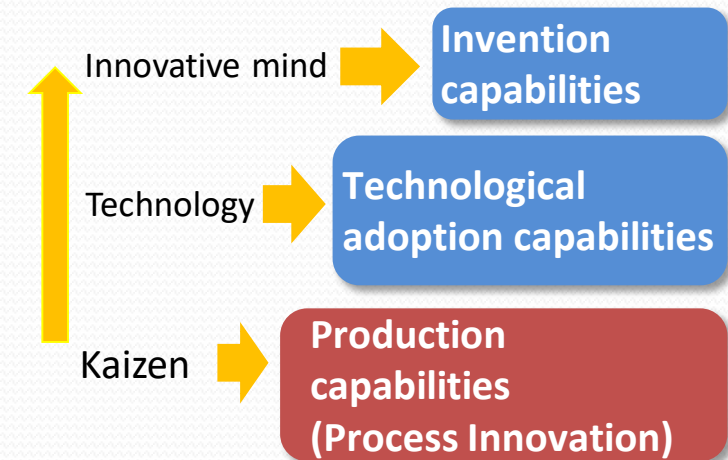 Innovative mind
Invention
capabilities
Technology
Technological
adoption capabilities
Kaizen
Production
capabilities
(Process Innovation)